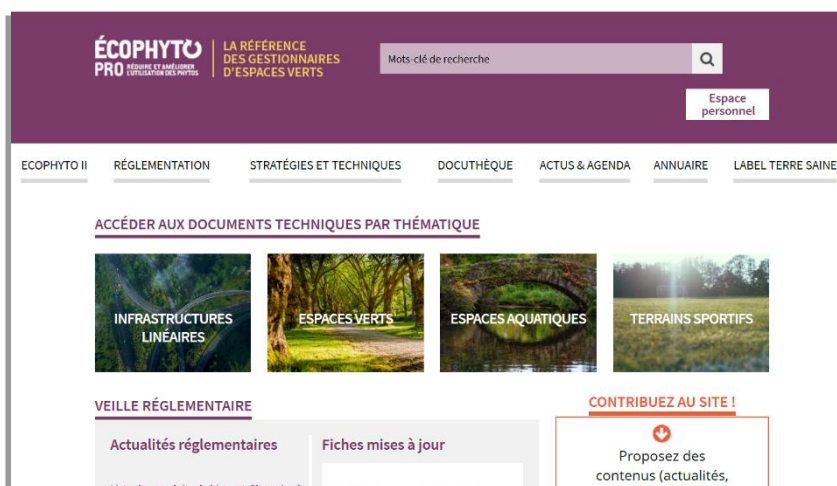 ÉCOPHYTO
PRO RÉDUIRE ET AMÉLIORER
L'UTILISATION DES PHYTOS
LA RÉFÉRENCE
DES GESTIONNAIRES
D'ESPACES VERTS
Mots-clé de recherche
Espace
personnel
ECOPHYTO II RÉGLEMENTATION STRATÉGIES ET TECHNIQUES DOCUTHÈQUE ACTUS & AGENDA ANNUAIRE LABEL TERRE SAINE
ACCÉDER AUX DOCUMENTS TECHNIQUES PAR THÉMATIQUE
INFRASTRUCTURES
LINÉAIRES
ESPACES VERTS
ESPACES AQUATIQUES
TERRAINS SPORTIFS
VEILLE RÉGLEMENTAIRE
Actualités réglementaires
Fiches mises à jour
CONTRIBUEZ AU SITE !
Proposez des
contenus (actualités,